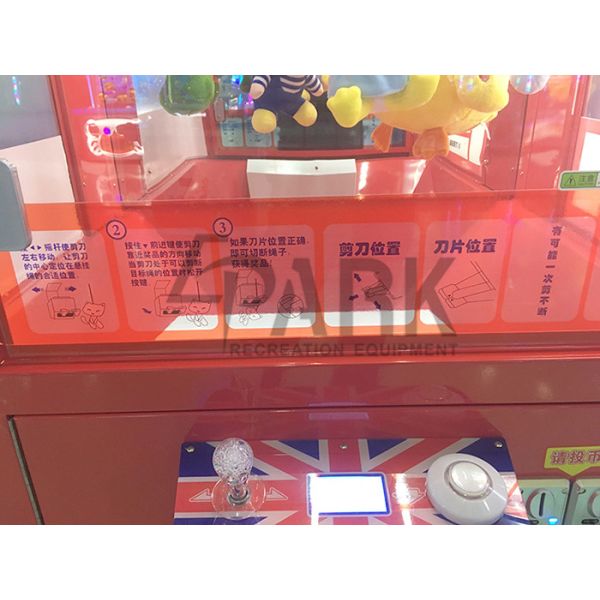 注意
◄ ► 摇杆使剪刀
左右移动, 让剪刀
的中心定位在悬挂
绳的合适位置.
2
按住▼前进键使剪刀
靠近奖品的方向移动
当剪刀处于可以剪断
目标绳的位置时松开
按键.
3
如果刀片位置正确,
即可切断绳子.
获得奖品!
剪刀位置
刀片位置
有可能一次剪不断
EPARK
RECREATION EQUIPMENT
请投币